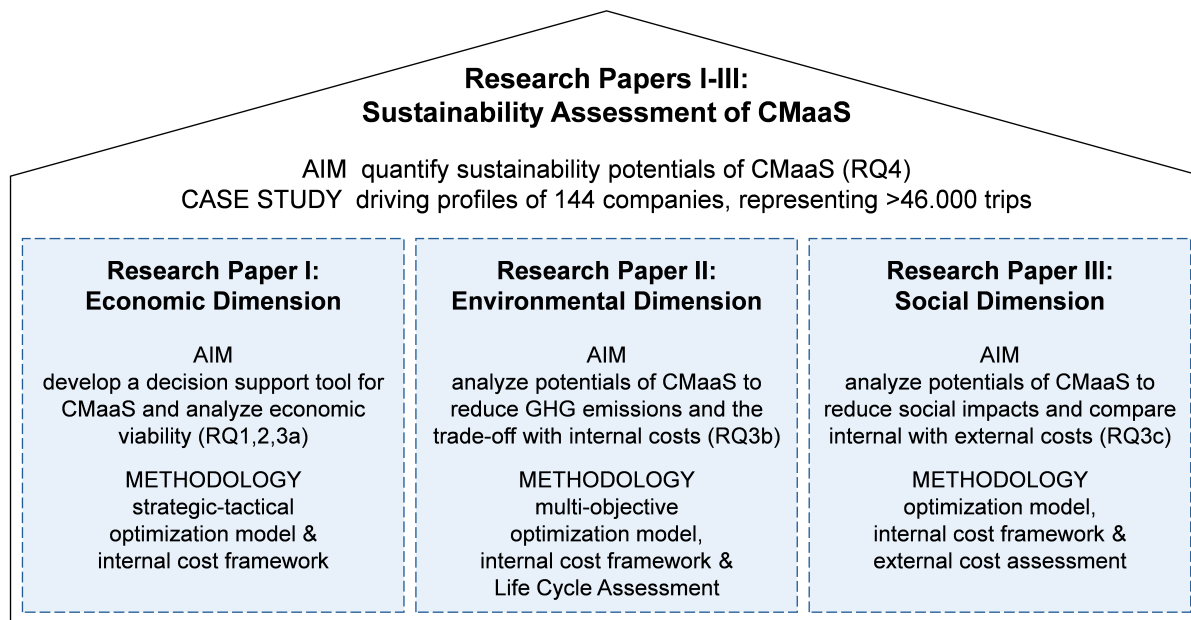 Research Papers I-III:
Sustainability Assessment of CMaaS
AIM  quantify sustainability potentials of CMaaS (RQ4)
CASE STUDY  driving profiles of 144 companies, representing >46.000 trips
Research Paper I:
Economic Dimension
AIM
develop a decision support tool for
CMaaS and analyze economic
viability (RQ1,2,3a)
METHODOLOGY
strategic-tactical
optimization model &
internal cost framework
Research Paper II:
Environmental Dimension
AIM
analyze potentials of CMaaS to
reduce GHG emissions and the
trade-off with internal costs (RQ3b)
METHODOLOGY
multi-objective
optimization model,
internal cost framework &
Life Cycle Assessment
Research Paper III:
Social Dimension
AIM
analyze potentials of CMaaS to
reduce social impacts and compare
internal with external costs (RQ3c)
METHODOLOGY
optimization model,
internal cost framework &
external cost assessment